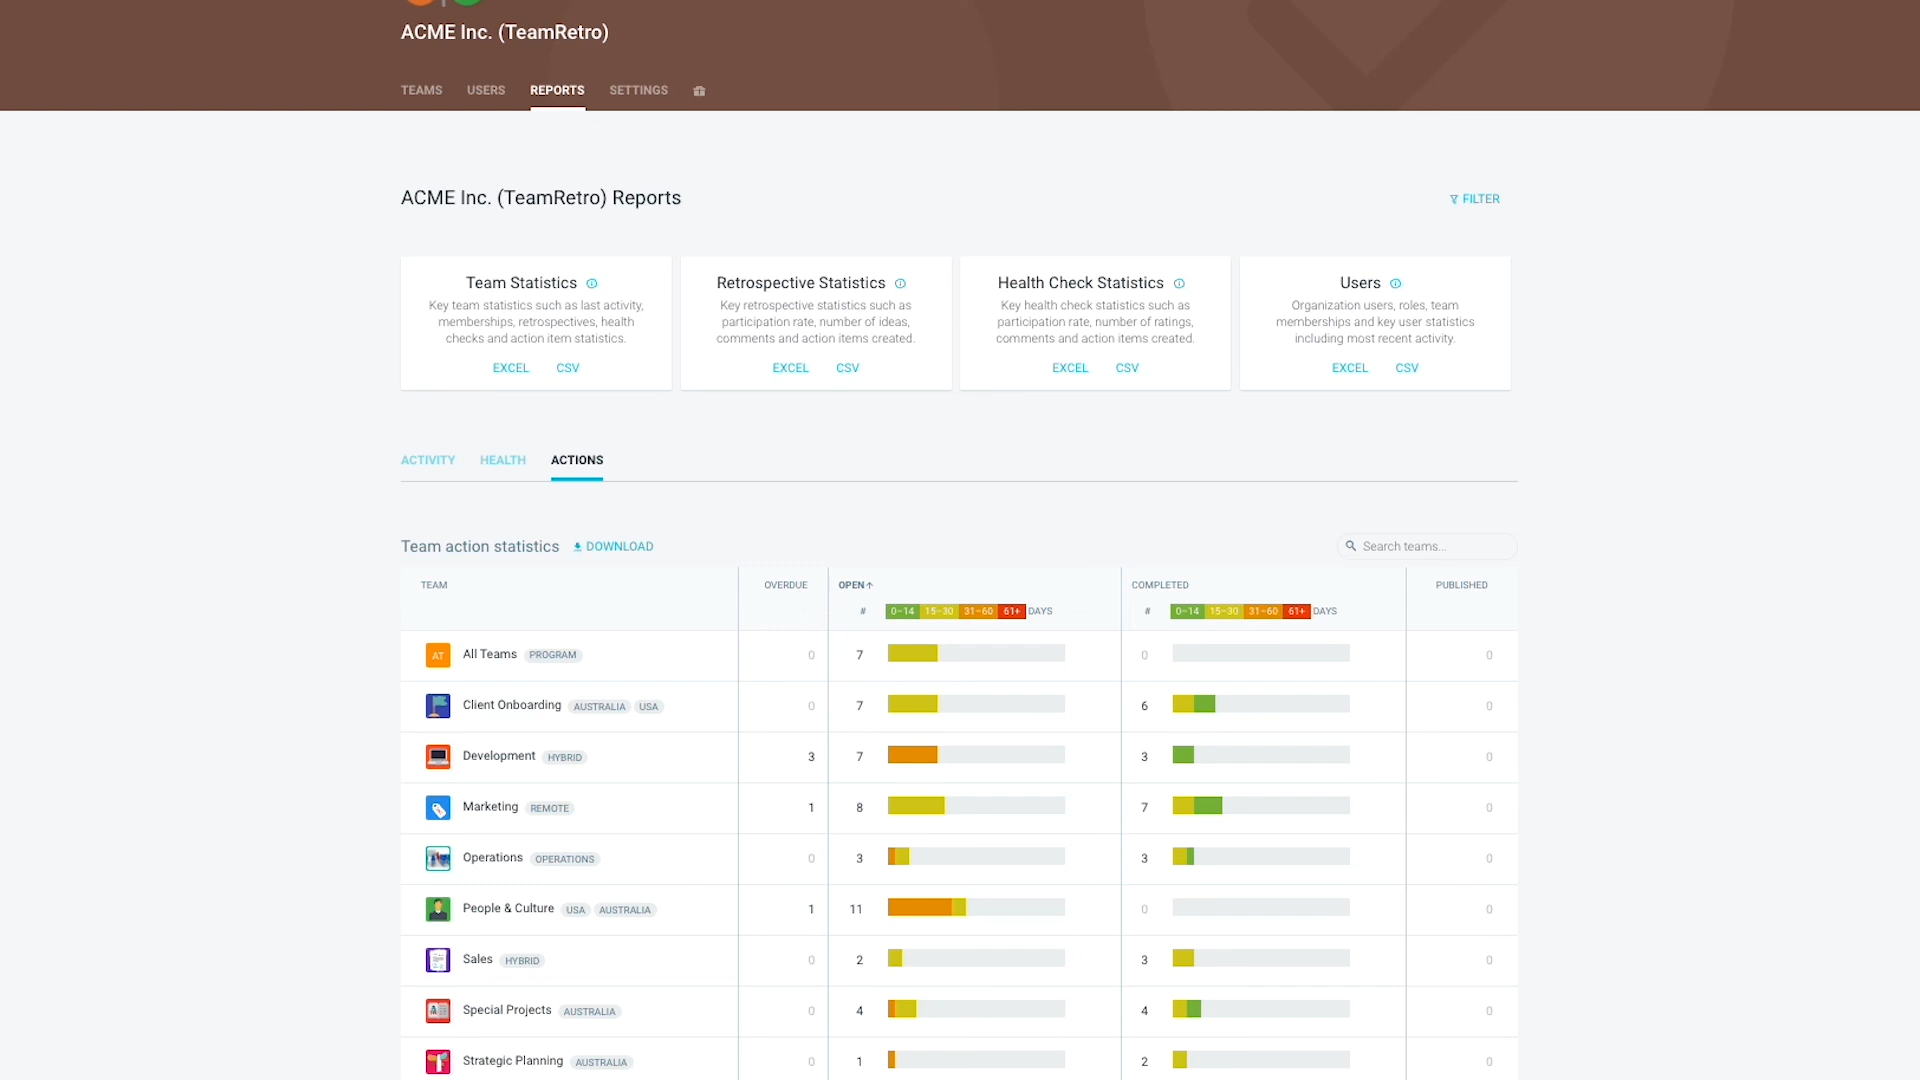 ACME Inc. (TeamRetro)
TEAMS USERS REPORTS SETTINGS
ACME Inc. (TeamRetro) Reports
FILTER
Team Statistics
Key team statistics such as last activity,
memberships, retrospectives, health
checks and action item statistics.
EXCEL CSV
Retrospective Statistics
Key retrospective statistics such as
participation rate, number of ideas,
comments and action items created.
EXCEL CSV
Health Check Statistics
Key health check statistics such as
participation rate, number of ratings,
comments and action items created.
EXCEL CSV
Users
Organization users, roles, team
memberships and key user statistics
including most recent activity.
EXCEL CSV
ACTIVITY HEALTH ACTIONS
Team action statistics DOWNLOAD
Search teams...
TEAM OVERDUE OPEN↑ COMPLETED PUBLISHED
# 0–14 15–30 31–60 61+ DAYS # 0–14 15–30 31–60 61+ DAYS
AT All Teams PROGRAM 0 7 0 0
Client Onboarding AUSTRALIA USA 0 7 6 0
Development HYBRID 3 7 3 0
Marketing REMOTE 1 8 7 0
Operations OPERATIONS 0 3 3 0
People & Culture USA AUSTRALIA 1 11 0 0
Sales HYBRID 0 2 3 0
Special Projects AUSTRALIA 0 4 4 0
Strategic Planning AUSTRALIA 0 1 2 0